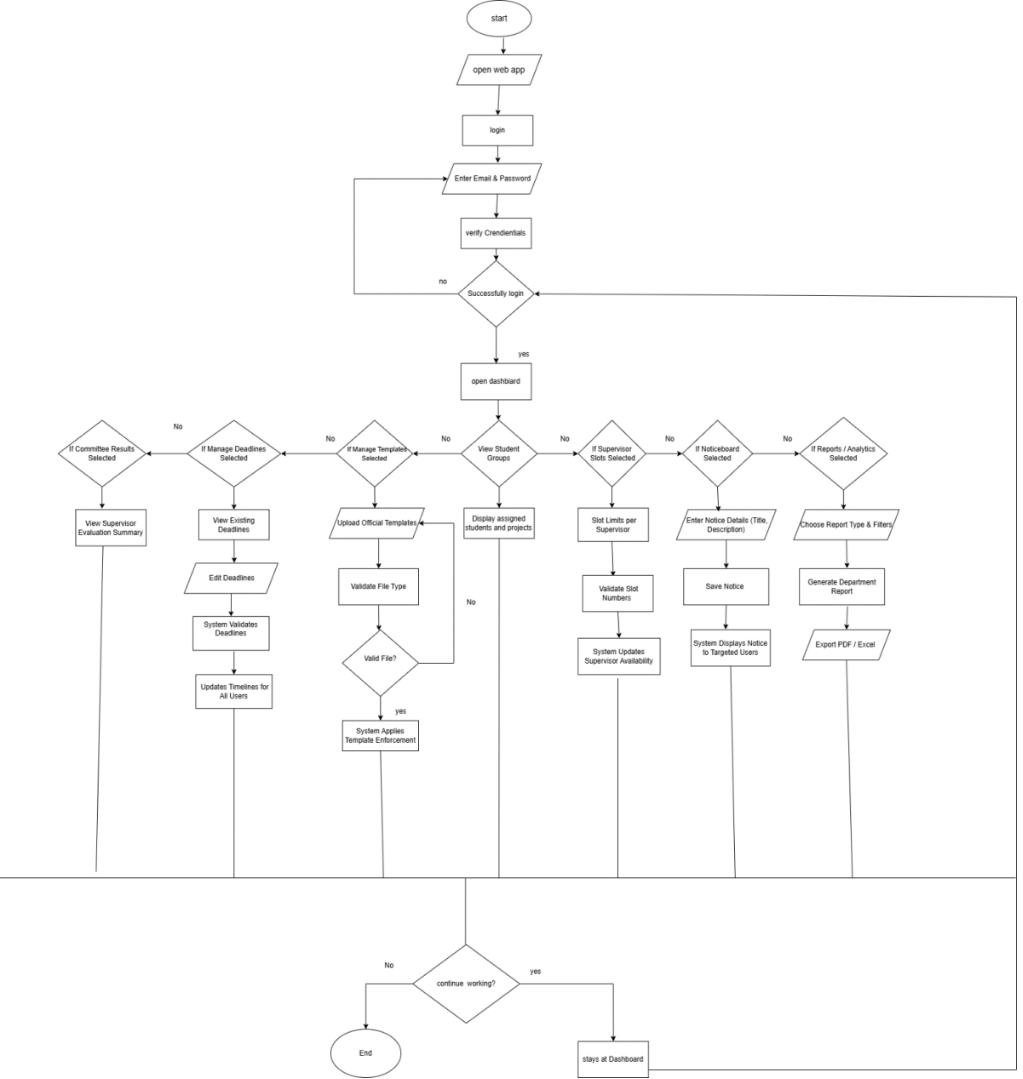 start
open web app
login
Enter Email & Password
verify Crendientials
no
Successfully login
yes
open dashbiard
No
No
No
No
No
No
If Committee Results
Selected
If Manage Deadlines
Selected
If Manage Templates
Selected
View Student
Groups
If Supervisor
Slots Selected
If Noticeboard
Selected
If Reports / Analytics
Selected
View Supervisor
Evaluation Summary
View Existing
Deadlines
Upload Official Templates
Display assigned
students and projects
Slot Limits per
Supervisor
Enter Notice Details (Title,
Description)
Choose Report Type & Filters
Edit Deadlines
Validate File Type
No
Validate Slot
Numbers
Save Notice
Generate Department
Report
System Validates
Deadlines
Valid File?
System Updates
Supervisor Availability
System Displays Notice
to Targeted Users
Export PDF / Excel
Updates Timelines for
All Users
yes
System Applies
Template Enforcement
No
continue working?
yes
End
stays at Dashboard